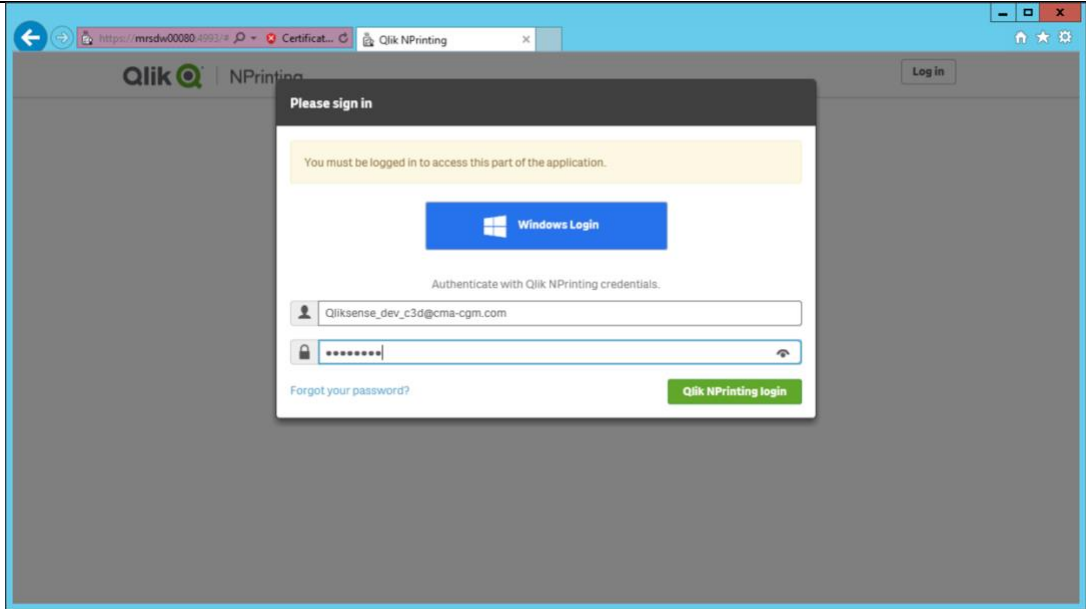 https://mrsdw00080:4993/# Certificat... Qlik NPrinting
Qlik NPrinting
Log in
Please sign in
You must be logged in to access this part of the application.
Windows Login
Authenticate with Qlik NPrinting credentials.
Qliksense_dev_c3d@cma-cgm.com
••••••••
Forgot your password?
Qlik NPrinting login